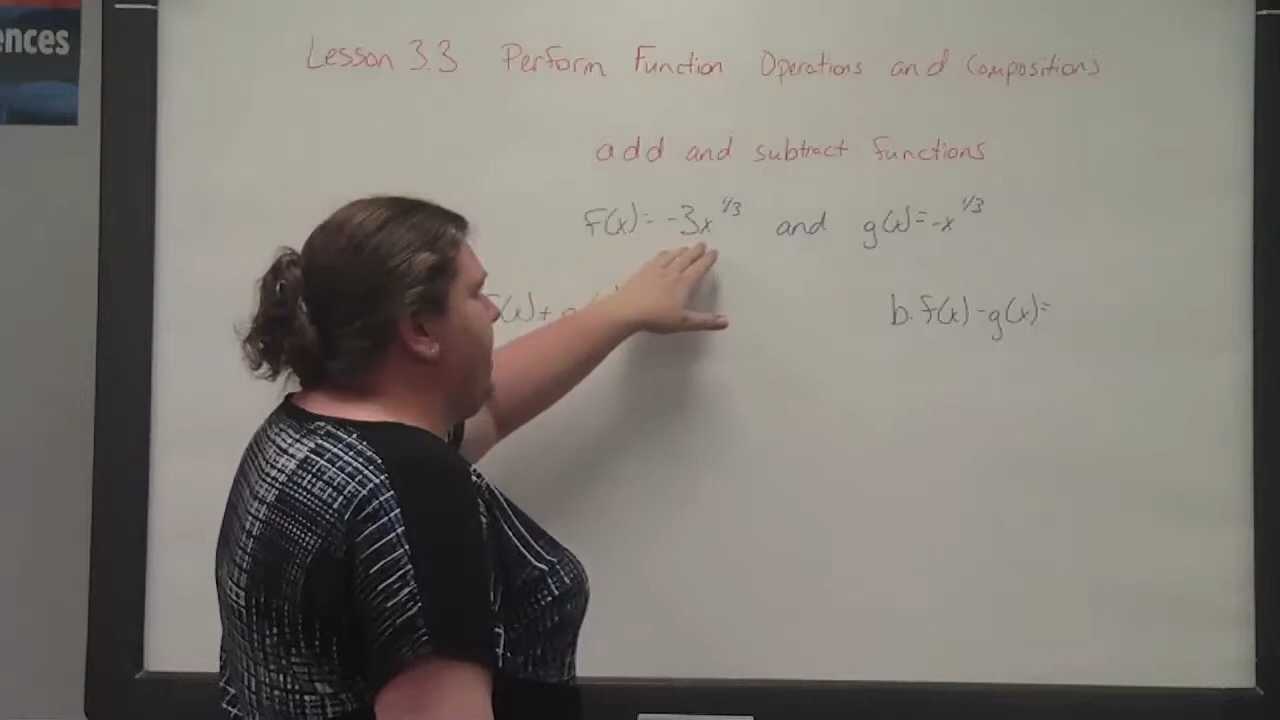 ences
Lesson 3.3 Perform Function Operations and Compositions
add and subtract functions
f(x)= -3x^1/3 and g(x)= -x^1/3
(x)+ b. f(x) - g(x)=